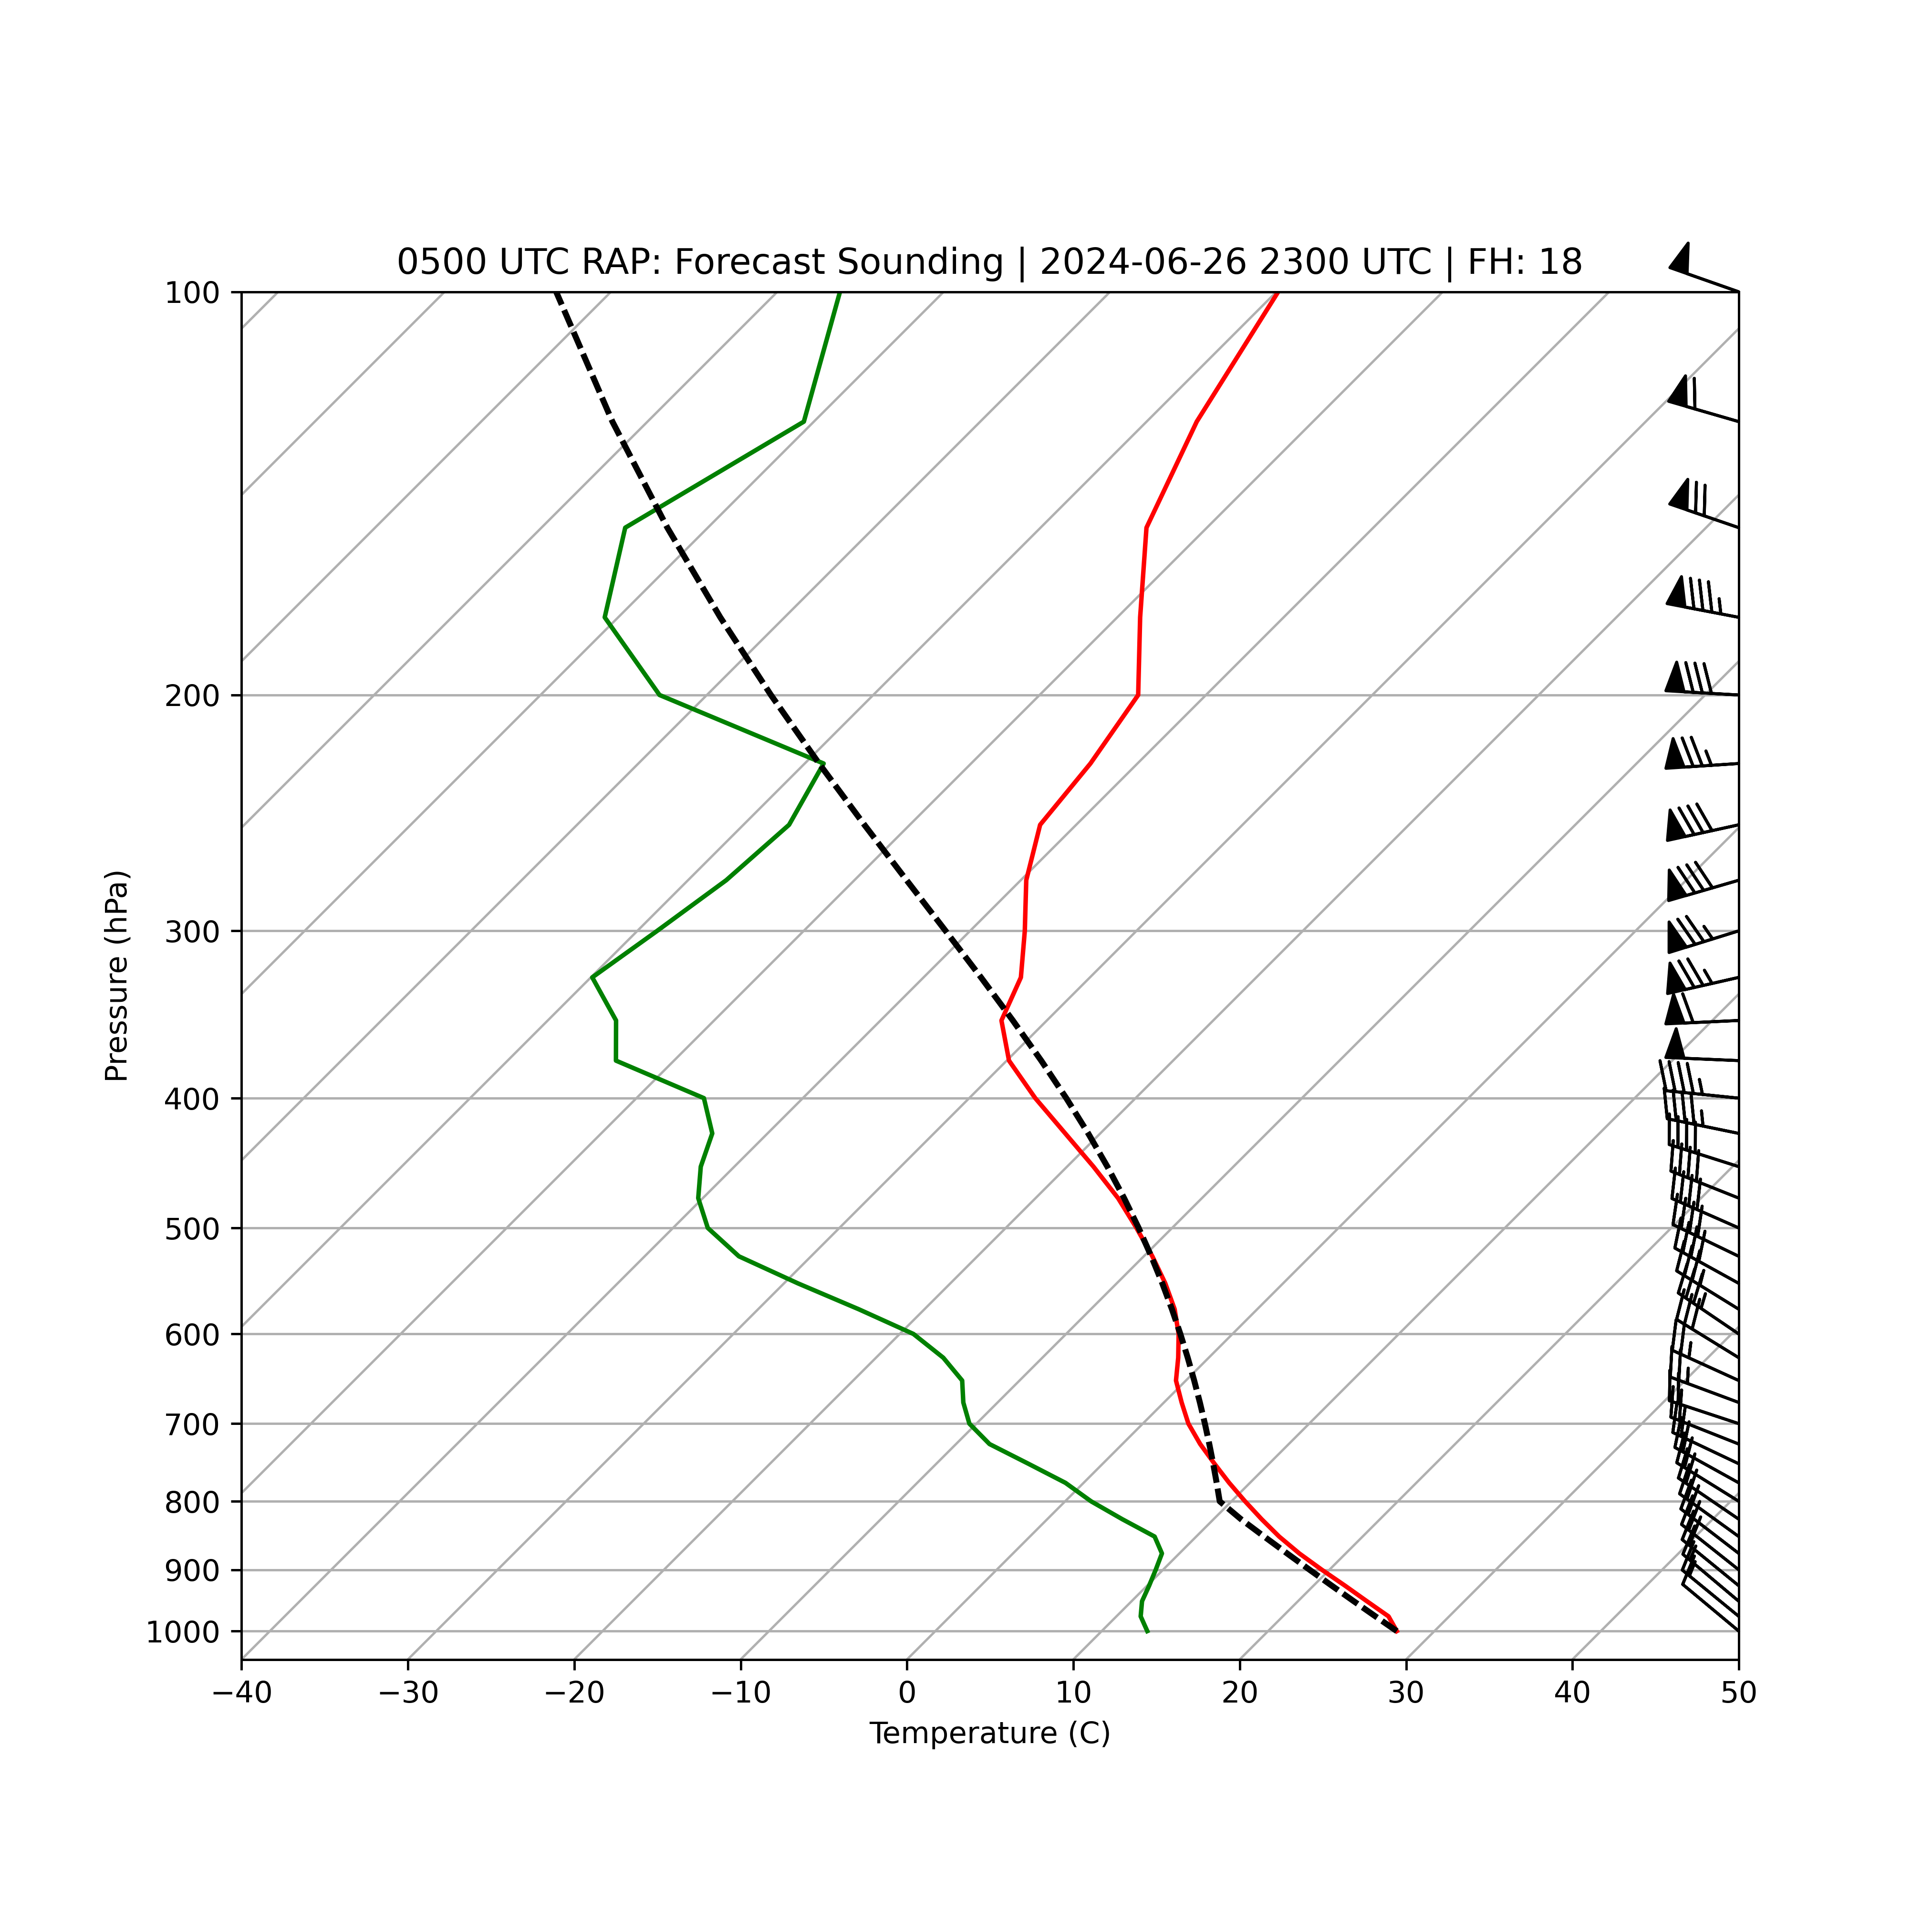 0500 UTC RAP: Forecast Sounding | 2024-06-26 2300 UTC | FH: 18
100
200
300
400
500
600
700
800
900
1000
Pressure (hPa)
−40 −30 −20 −10 0 10 20 30 40 50
Temperature (C)